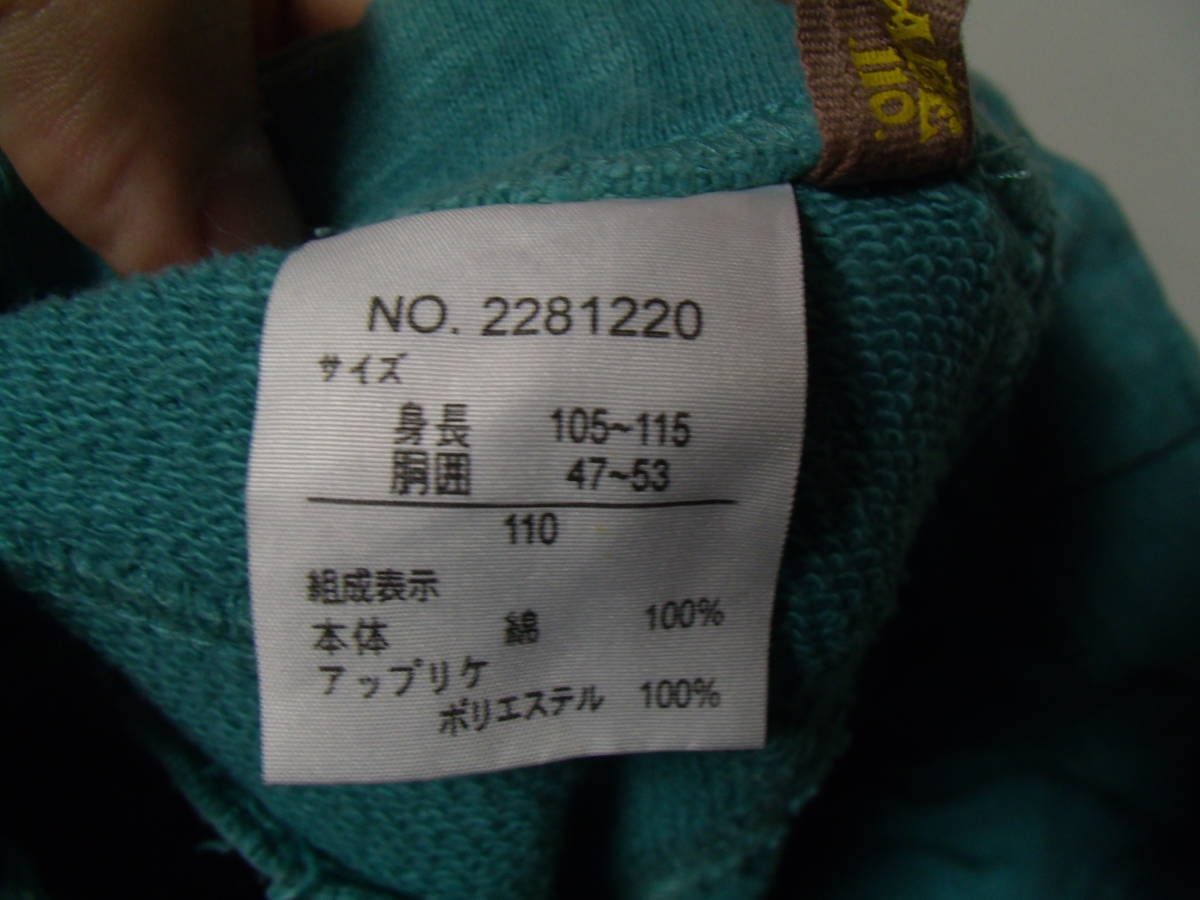 110.
NO. 2281220
サイズ
身長 105~115
胴囲 47~53
110
組成表示
本体 綿 100%
アップリケ
ポリエステル 100%